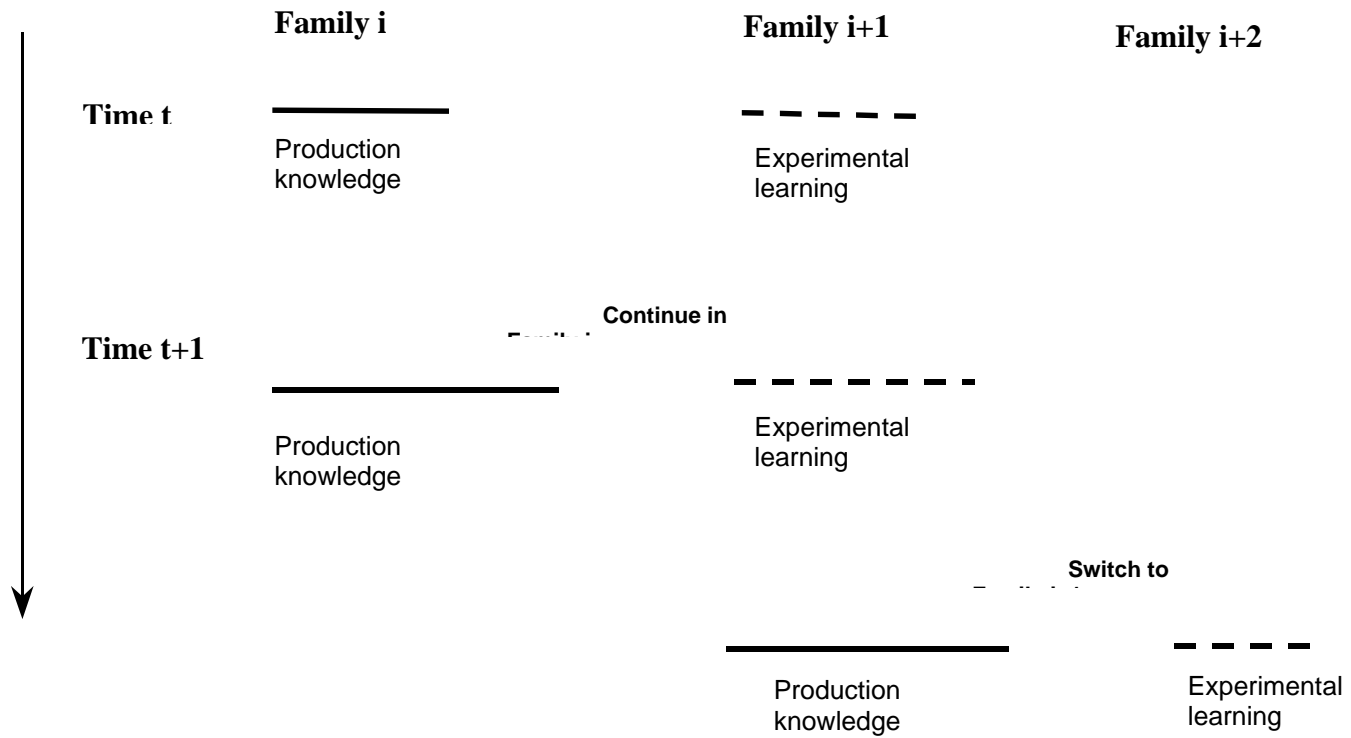 Family i
Family i+1
Family i+2
Time t
Production
knowledge
Experimental
learning
Continue in
Time t+1
Production
knowledge
Experimental
learning
Switch to
Production
knowledge
Experimental
learning